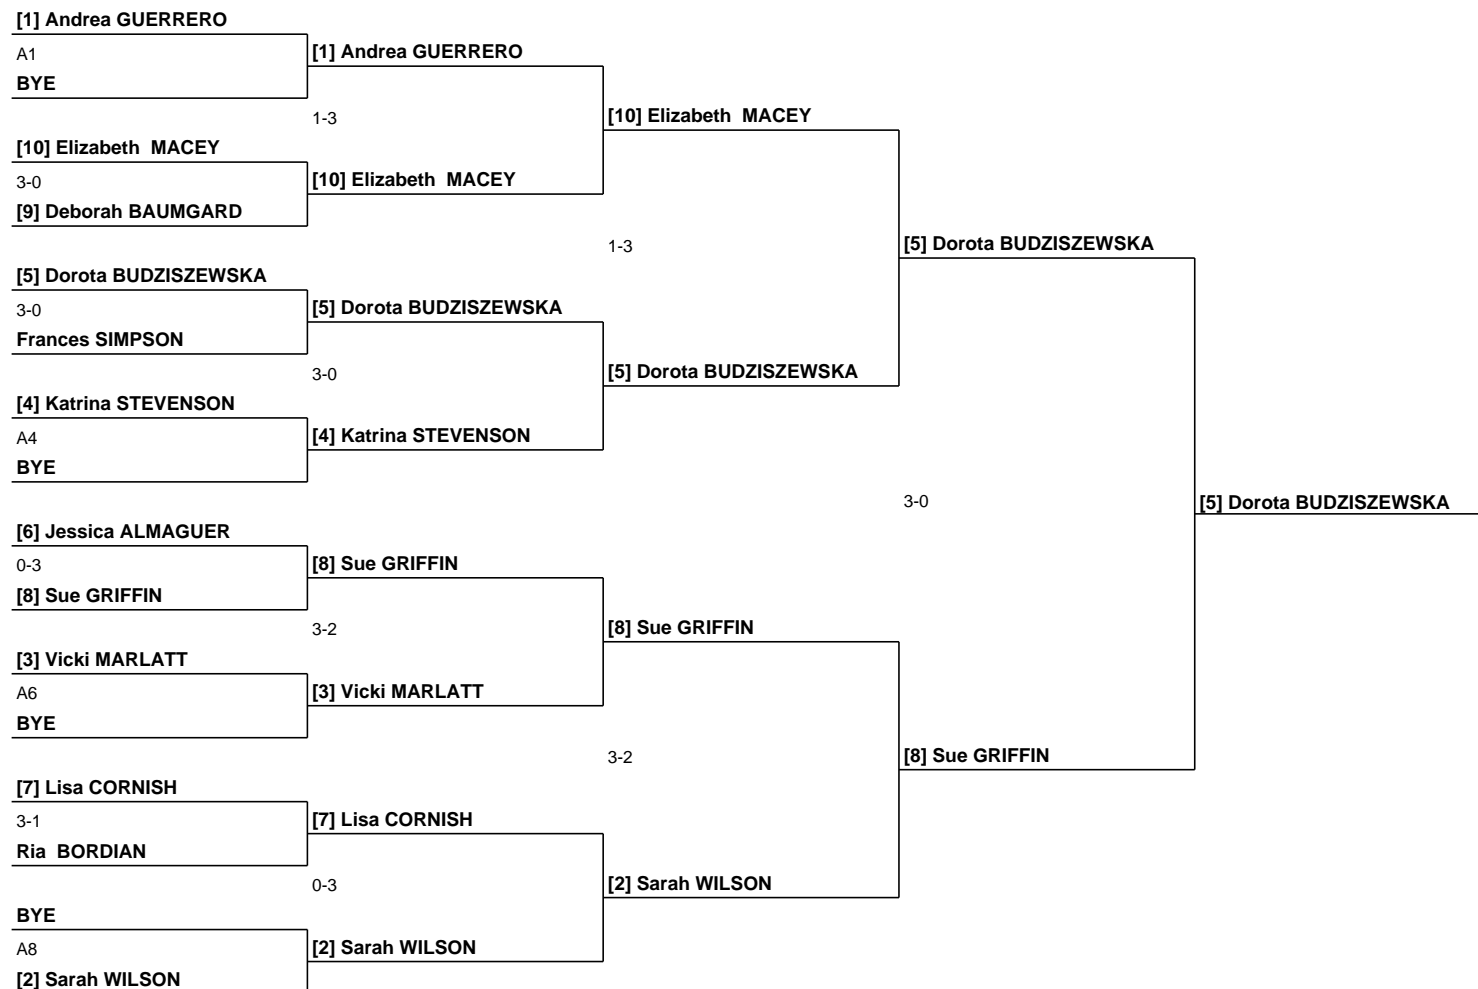 [1] Andrea GUERRERO
A1
BYE
[10] Elizabeth  MACEY
3-0
[9] Deborah BAUMGARD
[5] Dorota BUDZISZEWSKA
3-0
Frances SIMPSON
[4] Katrina STEVENSON
A4
BYE
[6] Jessica ALMAGUER
0-3
[8] Sue GRIFFIN
[3] Vicki MARLATT
A6
BYE
[7] Lisa CORNISH
3-1
Ria  BORDIAN
BYE
A8
[2] Sarah WILSON
[1] Andrea GUERRERO
1-3
[10] Elizabeth  MACEY
[5] Dorota BUDZISZEWSKA
3-0
[4] Katrina STEVENSON
[8] Sue GRIFFIN
3-2
[3] Vicki MARLATT
[7] Lisa CORNISH
0-3
[2] Sarah WILSON
[10] Elizabeth  MACEY
1-3
[5] Dorota BUDZISZEWSKA
[8] Sue GRIFFIN
3-2
[2] Sarah WILSON
[5] Dorota BUDZISZEWSKA
3-0
[8] Sue GRIFFIN
[5] Dorota BUDZISZEWSKA